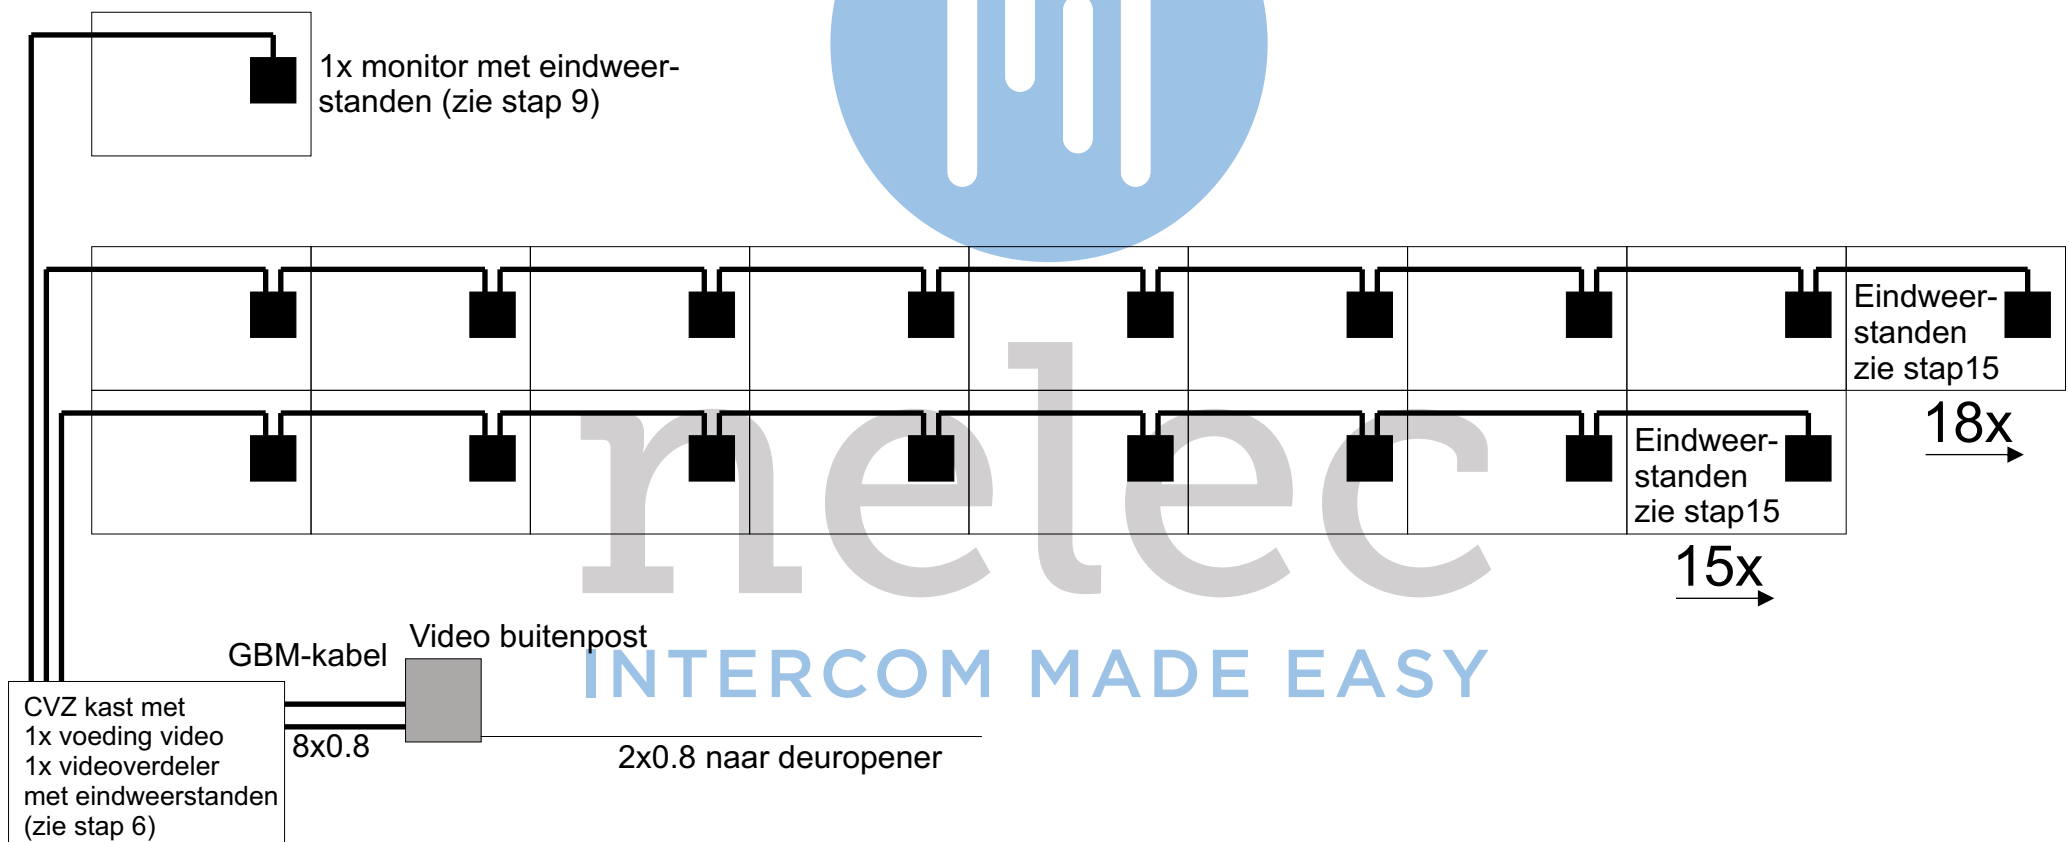 1x monitor met eindweer-
standen (zie stap 9)
Eindweer-
standen
zie stap15
18x
Eindweer-
standen
zie stap15
15x
nelec
INTERCOM MADE EASY
GBM-kabel
Video buitenpost
8x0.8
2x0.8 naar deuropener
CVZ kast met
1x voeding video
1x videoverdeler
met eindweerstanden
(zie stap 6)